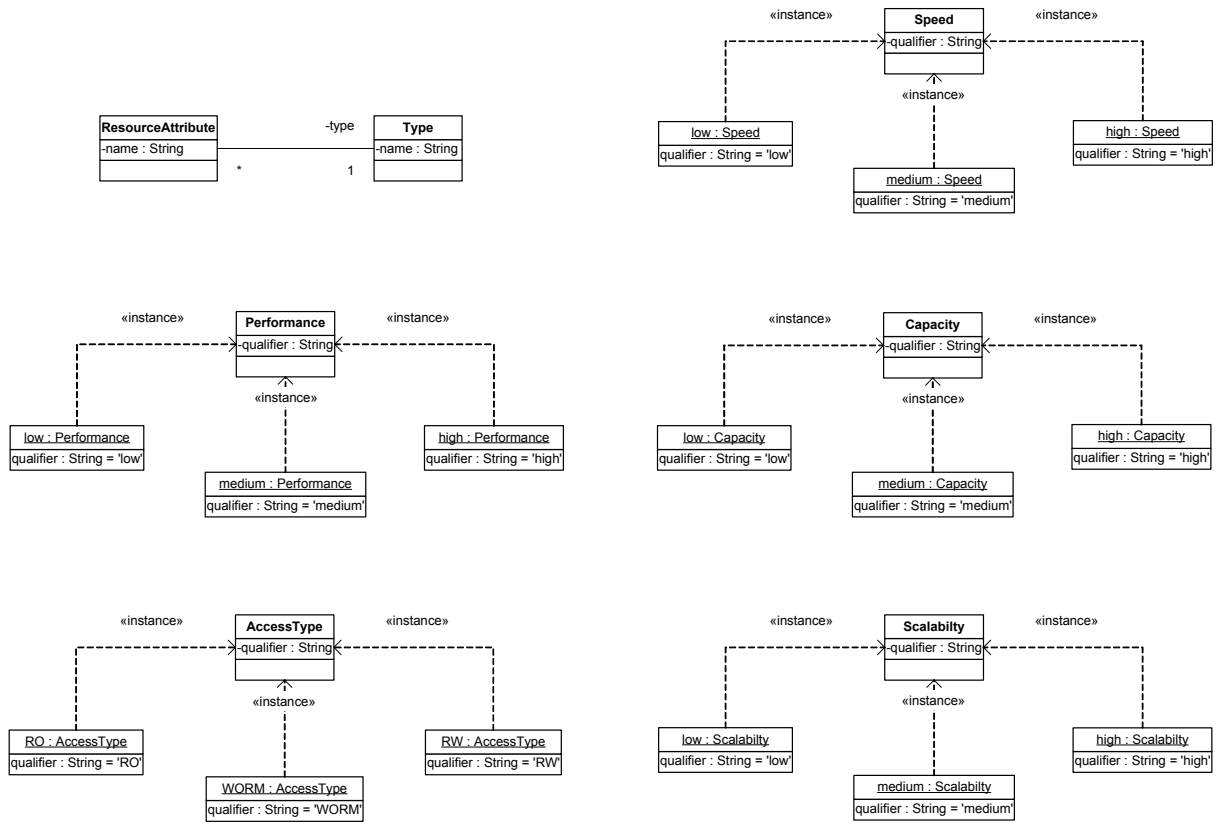 ResourceAttribute
-name : String
-type
*
1
Type
-name : String
«instance»
Speed
-qualifier : String
«instance»
«instance»
low : Speed
qualifier : String = 'low'
medium : Speed
qualifier : String = 'medium'
high : Speed
qualifier : String = 'high'
«instance»
Performance
-qualifier : String
«instance»
«instance»
low : Performance
qualifier : String = 'low'
medium : Performance
qualifier : String = 'medium'
high : Performance
qualifier : String = 'high'
«instance»
Capacity
-qualifier : String
«instance»
«instance»
low : Capacity
qualifier : String = 'low'
medium : Capacity
qualifier : String = 'medium'
high : Capacity
qualifier : String = 'high'
«instance»
AccessType
-qualifier : String
«instance»
«instance»
RO : AccessType
qualifier : String = 'RO'
WORM : AccessType
qualifier : String = 'WORM'
RW : AccessType
qualifier : String = 'RW'
«instance»
Scalabilty
-qualifier : String
«instance»
«instance»
low : Scalabilty
qualifier : String = 'low'
medium : Scalabilty
qualifier : String = 'medium'
high : Scalabilty
qualifier : String = 'high'